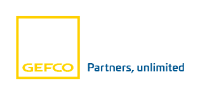 GEFCO
Partners, unlimited